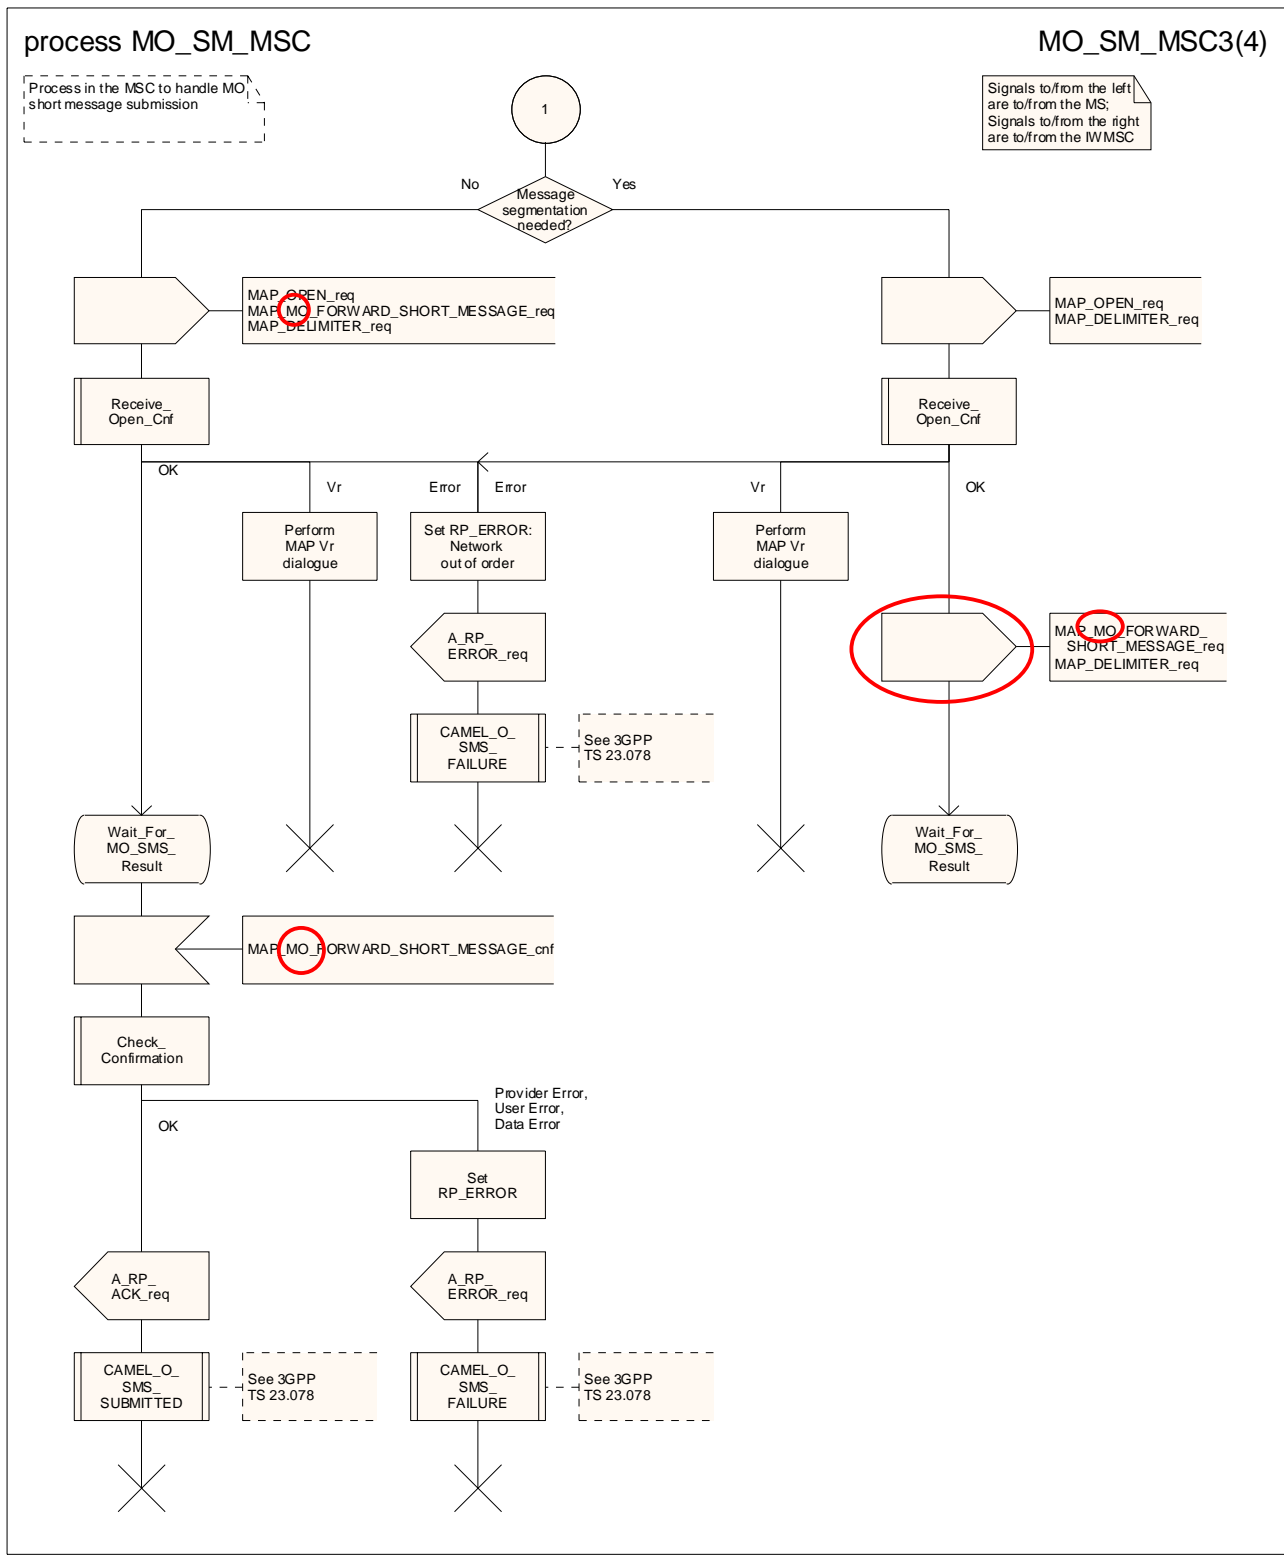 process MO_SM_MSC
MO_SM_MSC3(4)
Process in the MSC to handle MO
short message submission
Signals to/from the left
are to/from the MS;
Signals to/from the right
are to/from the IWMSC
1
No
Yes
Message
segmentation
needed?
MAP_OPEN_req
MAP_MO_FORWARD_SHORT_MESSAGE_req
MAP_DELIMITER_req
MAP_OPEN_req
MAP_DELIMITER_req
Receive_
Open_Cnf
Receive_
Open_Cnf
OK
Vr
Error
Error
Vr
OK
Perform
MAP Vr
dialogue
Set RP_ERROR:
Network
out of order
Perform
MAP Vr
dialogue
A_RP_
ERROR_req
MAP_MO_FORWARD_
SHORT_MESSAGE_req
MAP_DELIMITER_req
CAMEL_O_
SMS_
FAILURE
See 3GPP
TS 23.078
Wait_For_
MO_SMS_
Result
Wait_For_
MO_SMS_
Result
MAP_MO_FORWARD_SHORT_MESSAGE_cnf
Check_
Confirmation
OK
Provider Error,
User Error,
Data Error
Set
RP_ERROR
A_RP_
ACK_req
A_RP_
ERROR_req
CAMEL_O_
SMS_
SUBMITTED
See 3GPP
TS 23.078
CAMEL_O_
SMS_
FAILURE
See 3GPP
TS 23.078